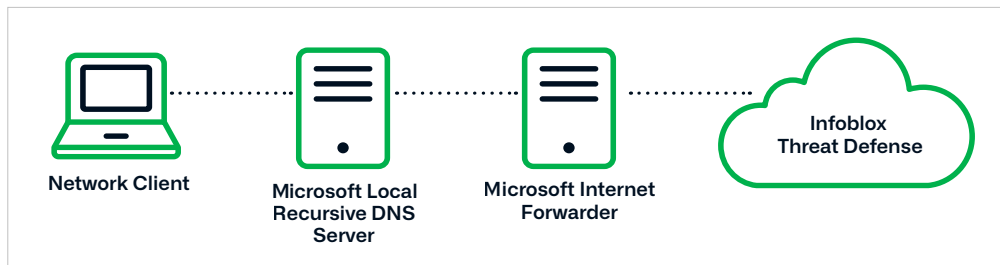 Network Client
Microsoft Local
Recursive DNS
Server
Microsoft Internet
Forwarder
Infoblox
Threat Defense